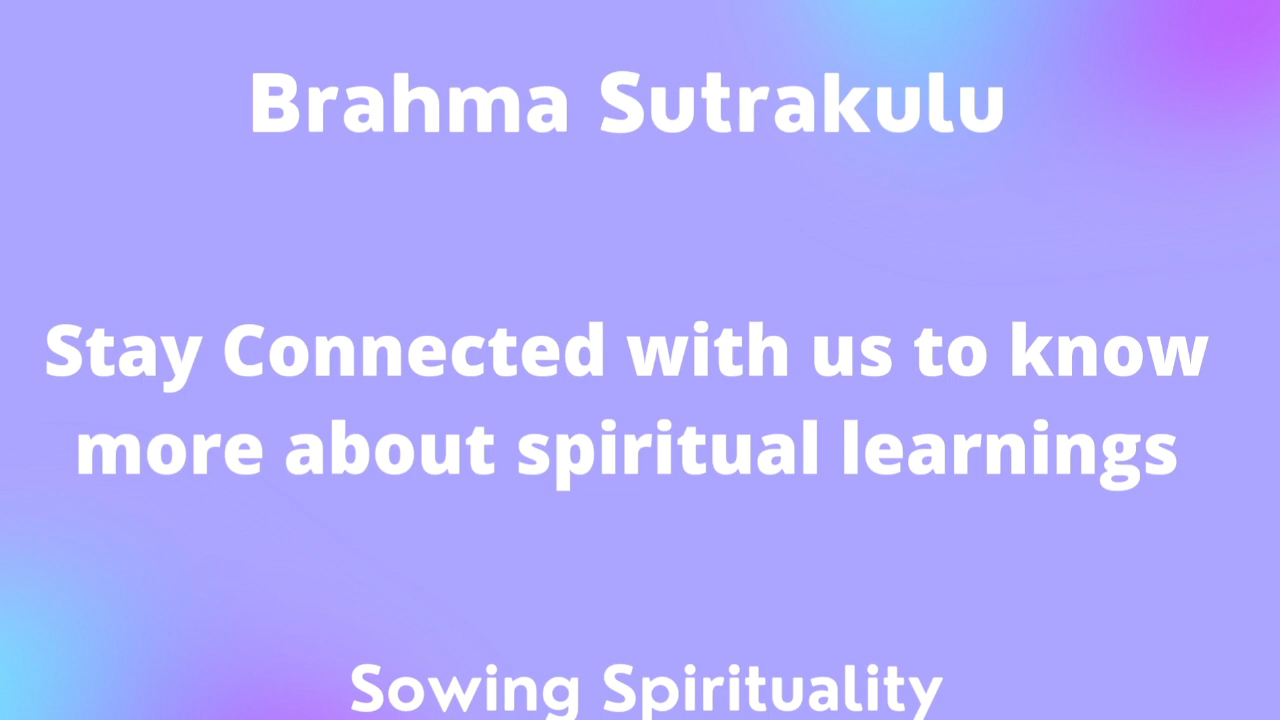 Brahma Sutrakulu
Stay Connected with us to know
more about spiritual learnings
Sowing Spirituality